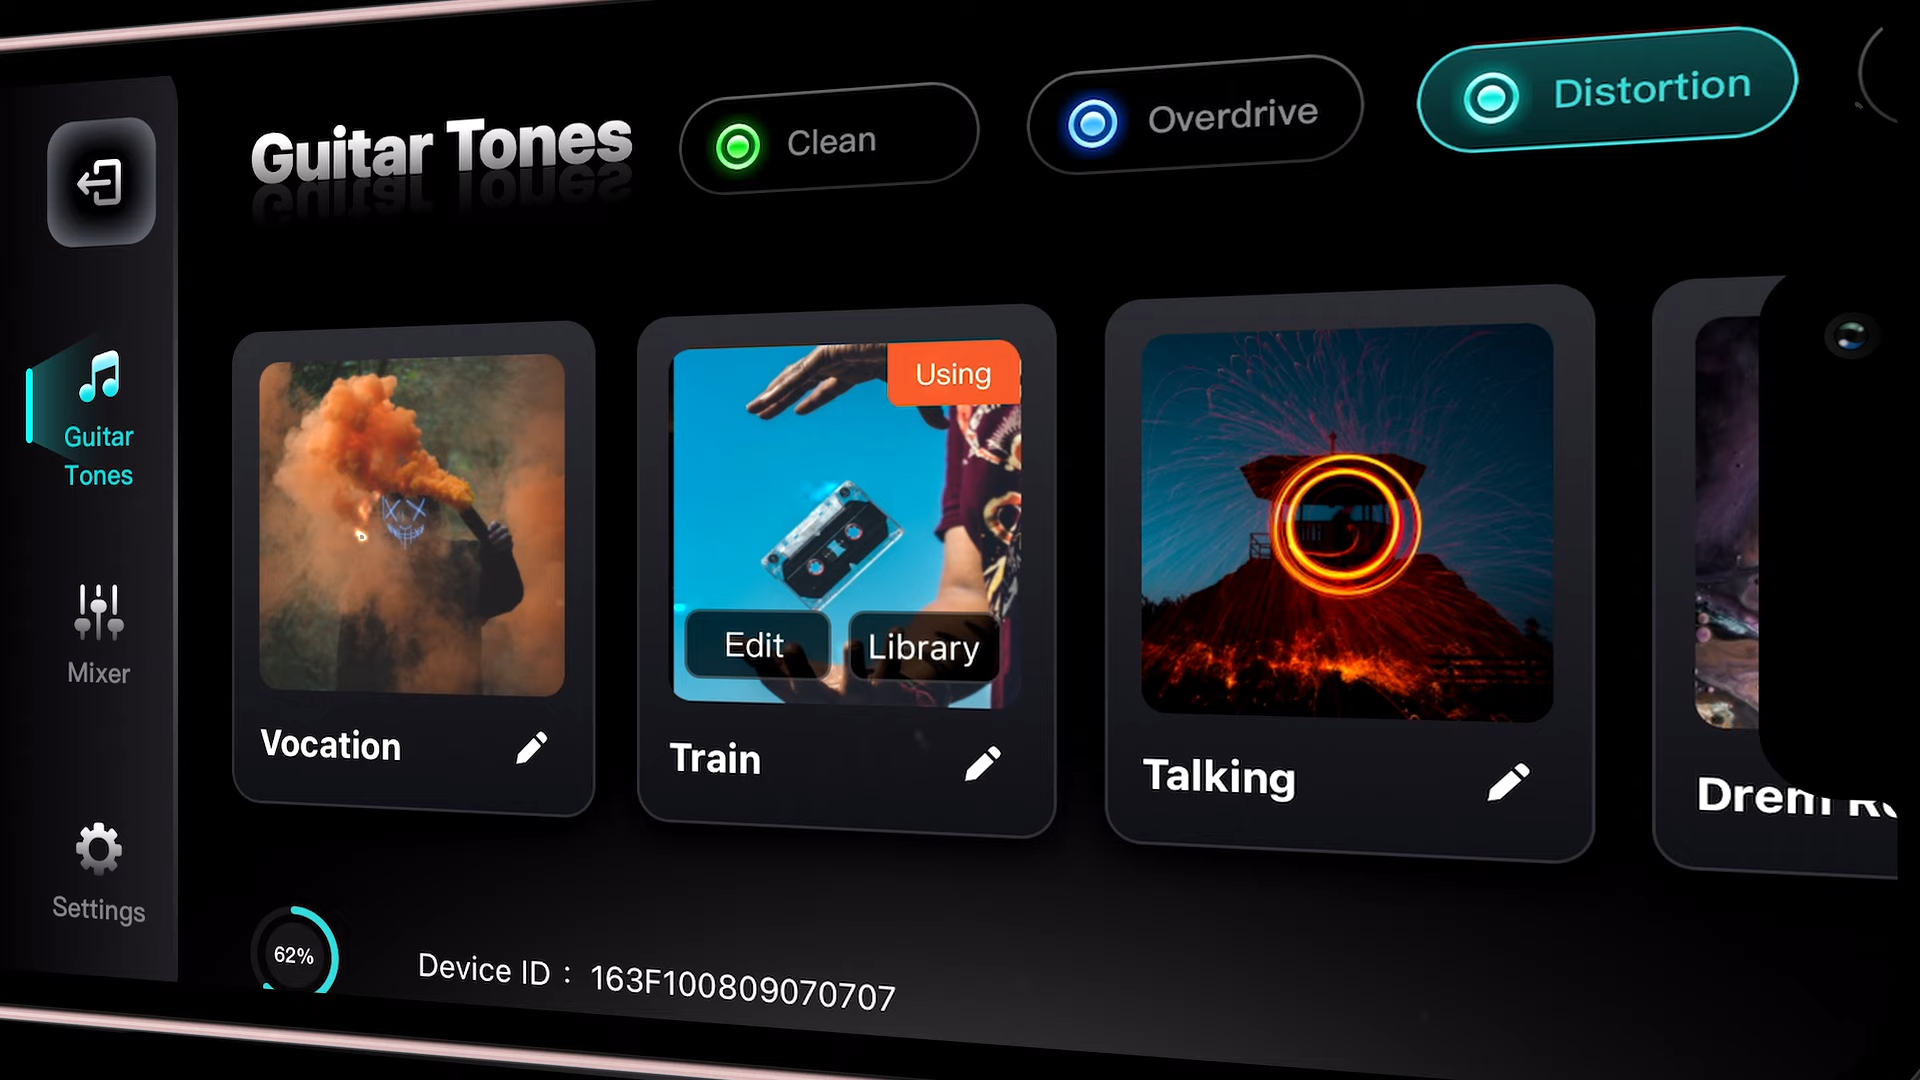 Guitar Tones
Clean
Overdrive
Distortion
Guitar
Tones
Mixer
Settings
Using
Edit
Library
Vocation
Train
Talking
Drem
62%
Device ID : 163F100809070707